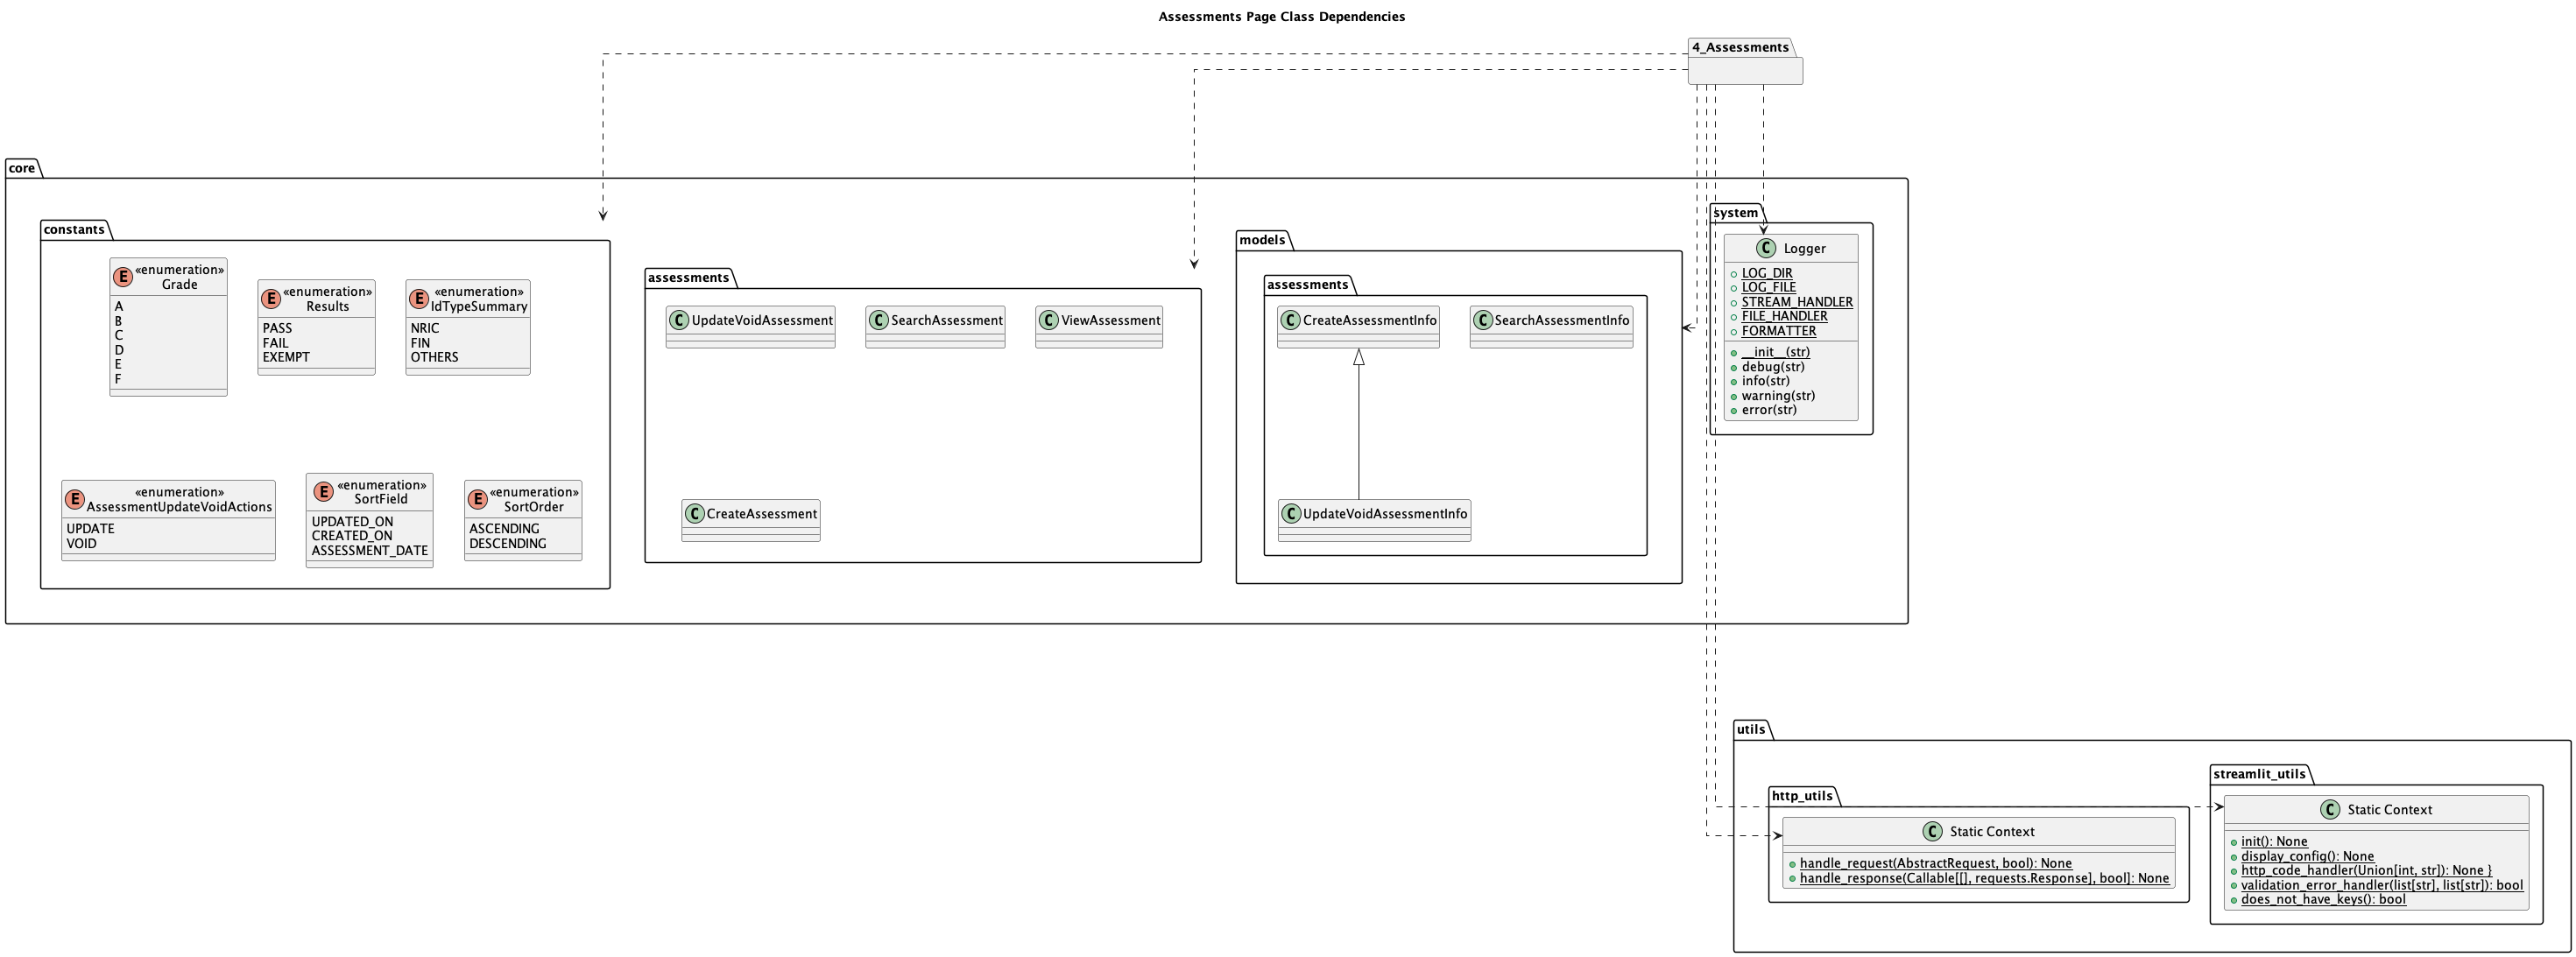 Assessments Page Class Dependencies
4_Assessments
core
constants
E «enumeration»
Grade
A
B
C
D
E
F
E «enumeration»
Results
PASS
FAIL
EXEMPT
E «enumeration»
IdTypeSummary
NRIC
FIN
OTHERS
E «enumeration»
AssessmentUpdateVoidActions
UPDATE
VOID
E «enumeration»
SortField
UPDATED_ON
CREATED_ON
ASSESSMENT_DATE
E «enumeration»
SortOrder
ASCENDING
DESCENDING
assessments
C UpdateVoidAssessment
C SearchAssessment
C ViewAssessment
C CreateAssessment
models
assessments
C CreateAssessmentInfo
C SearchAssessmentInfo
C UpdateVoidAssessmentInfo
system
C Logger
LOG_DIR
LOG_FILE
STREAM_HANDLER
FILE_HANDLER
FORMATTER
__init__(str)
debug(str)
info(str)
warning(str)
error(str)
utils
http_utils
C Static Context
handle_request(AbstractRequest, bool): None
handle_response(Callable[[], requests.Response], bool]: None
streamlit_utils
C Static Context
init(): None
display_config(): None
http_code_handler(Union[int, str]): None }
validation_error_handler(list[str], list[str]): bool
does_not_have_keys(): bool